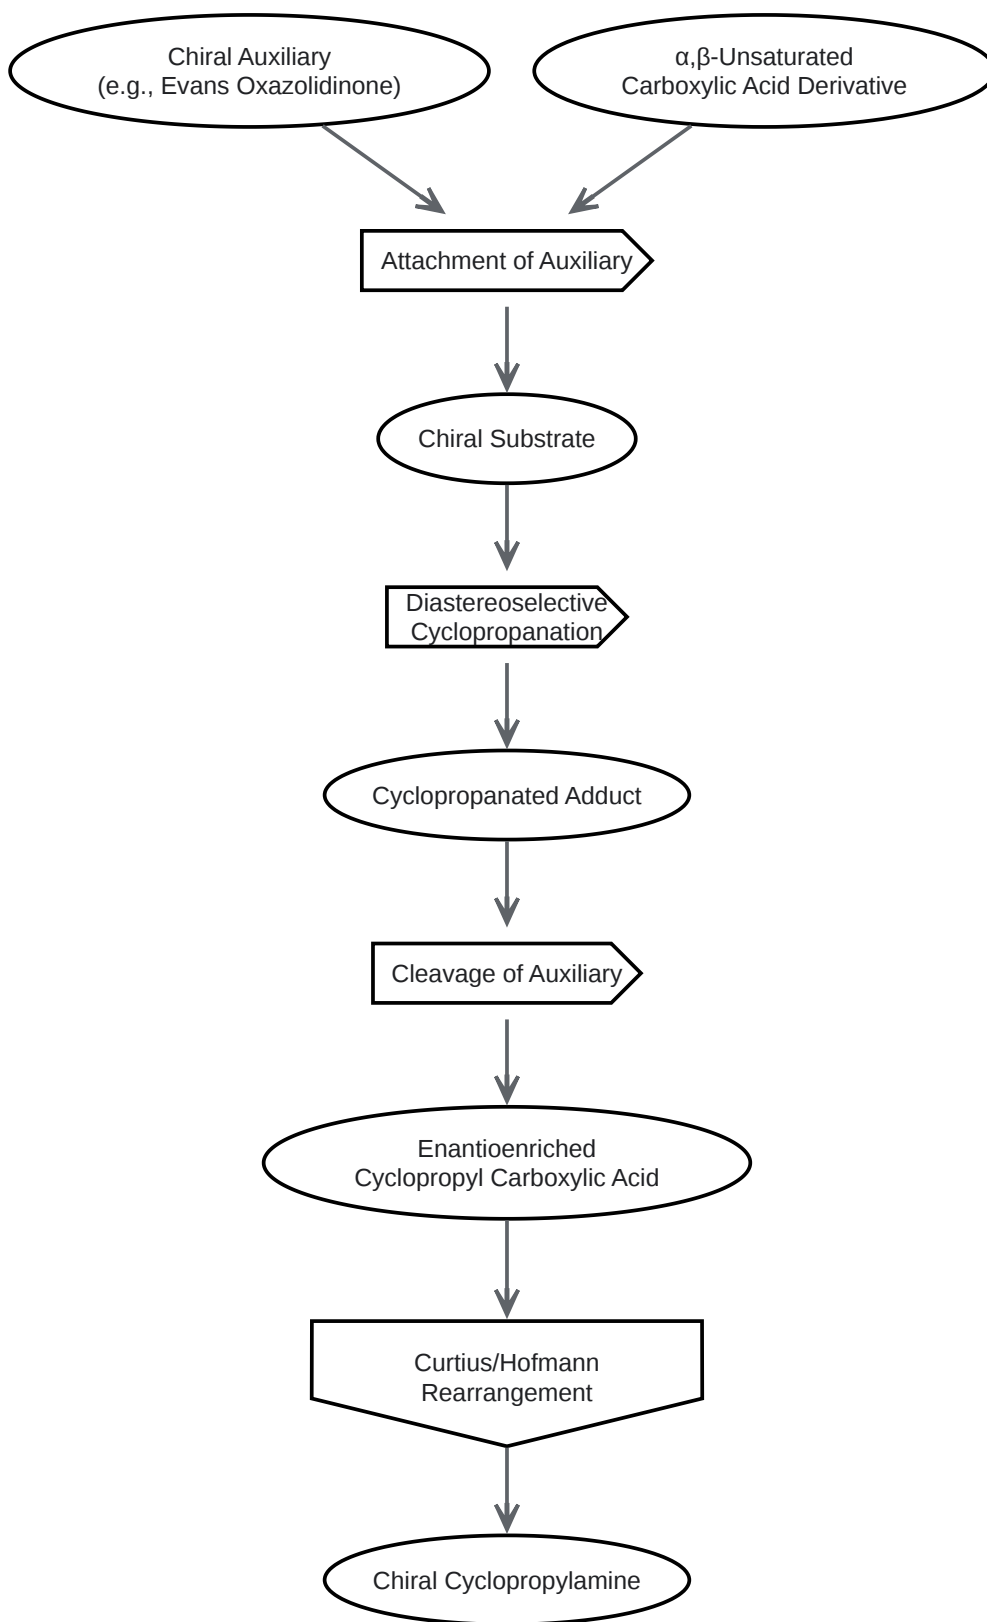 Chiral Auxiliary
(e.g., Evans Oxazolidinone)
α,β-Unsaturated
Carboxylic Acid Derivative
Attachment of Auxiliary
Chiral Substrate
Diastereoselective
Cyclopropanation
Cyclopropanated Adduct
Cleavage of Auxiliary
Enantioenriched
Cyclopropyl Carboxylic Acid
Curtius/Hofmann
Rearrangement
Chiral Cyclopropylamine